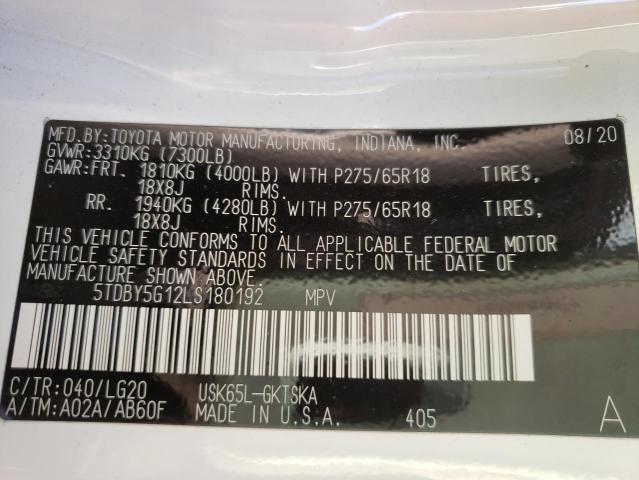 MFD.BY:TOYOTA MOTOR MANUFACTURING, INDIANA, INC. 08/20
GVWR:3310KG (7300LB)
GAWR:FRT. 1810KG (4000LB) WITH P275/65R18 TIRES,
18X8J RIMS.
RR. 1940KG (4280LB) WITH P275/65R18 TIRES,
18X8J RIMS.
THIS VEHICLE CONFORMS TO ALL APPLICABLE FEDERAL MOTOR
VEHICLE SAFETY STANDARDS IN EFFECT ON THE DATE OF
MANUFACTURE SHOWN ABOVE.
5TDBY5G12LS180192 MPV
C/TR:040/LG20 USK65L-GKTSKA
A/TM:A02A/AB60F MADE IN U.S.A. 405 A